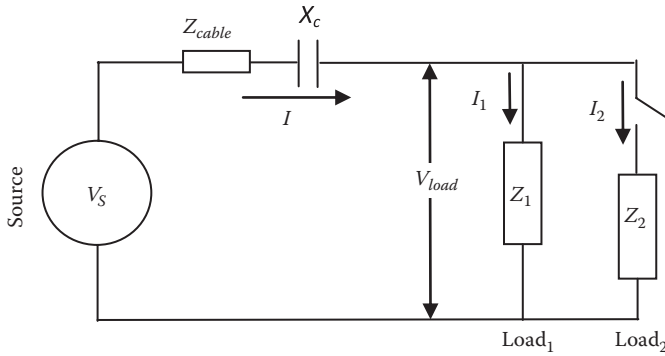 X_c
Z_cable
I
I_1
I_2
V_load
Source
V_S
Z_1
Z_2
Load_1
Load_2